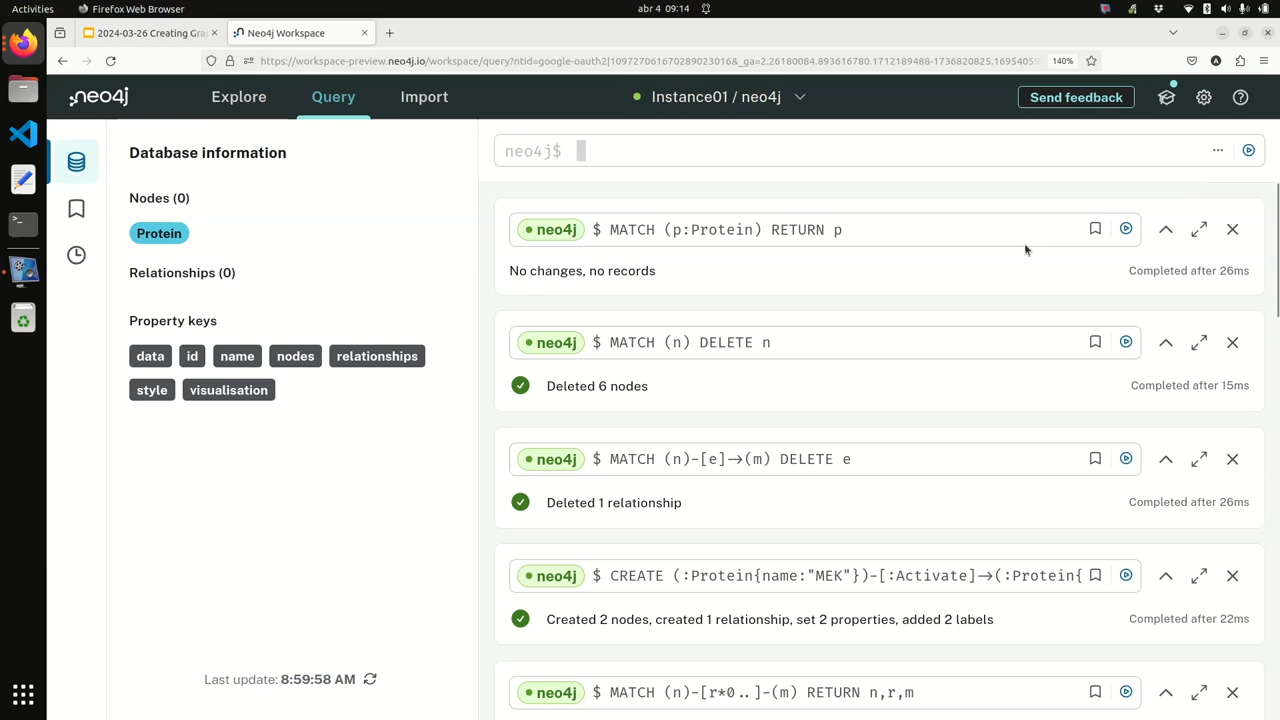 Activities
Firefox Web Browser
abr 4 09:14
2024-03-26 Creating Gra
Neo4j Workspace
https://workspace-preview.neo4j.io/workspace/query?ntid=google-oauth2|109727061670289023016&_ga=2.26180084.893616780.1712189488-1736820825.1695405
140%
neo4j
Explore
Query
Import
Instance01 / neo4j
Send feedback
Database information
Nodes (0)
Protein
Relationships (0)
Property keys
data id name nodes relationships
style visualisation
Last update: 8:59:58 AM
neo4j$
neo4j $ MATCH (p:Protein) RETURN p
No changes, no records
Completed after 26ms
neo4j $ MATCH (n) DELETE n
Deleted 6 nodes
Completed after 15ms
neo4j $ MATCH (n)-[e]->(m) DELETE e
Deleted 1 relationship
Completed after 26ms
neo4j $ CREATE (:Protein{name:"MEK"})-[:Activate]->(:Protein{
Created 2 nodes, created 1 relationship, set 2 properties, added 2 labels
Completed after 22ms
neo4j $ MATCH (n)-[r*0..]-(m) RETURN n,r,m